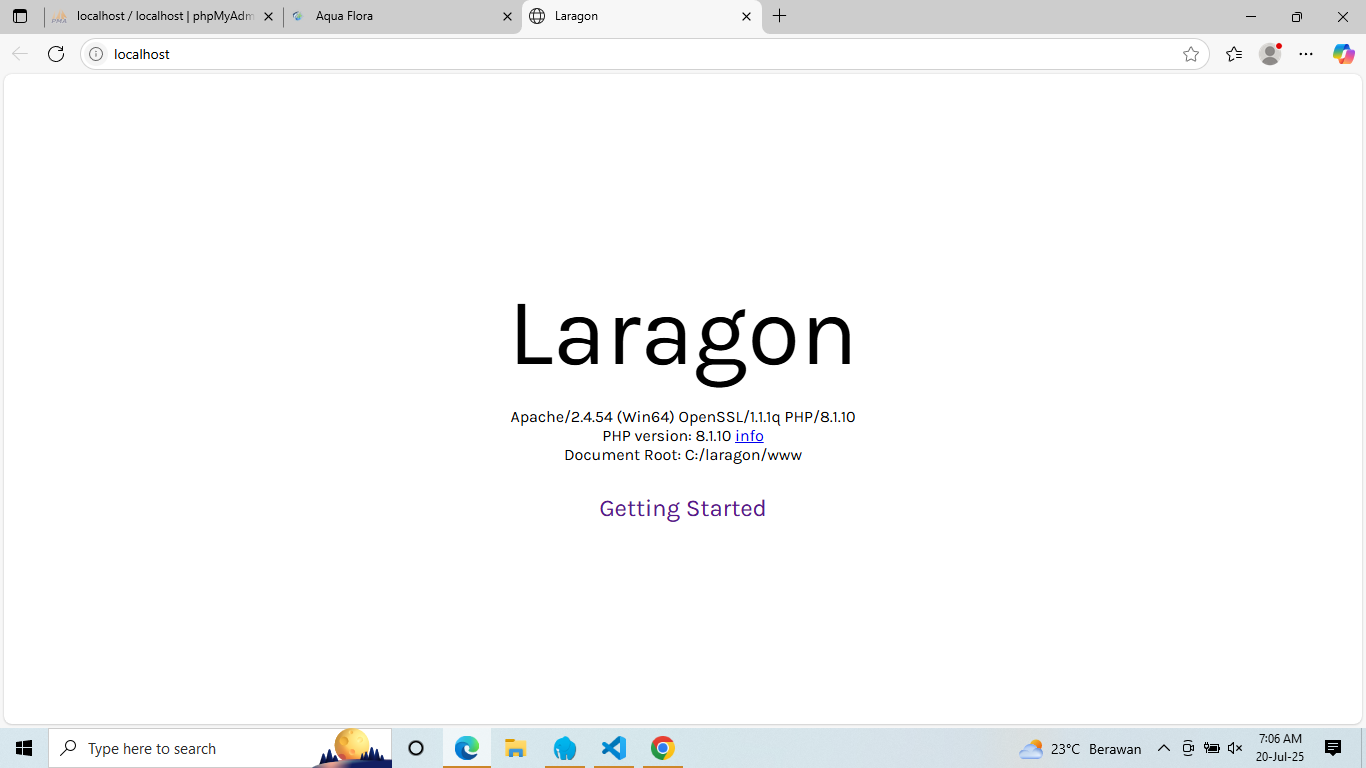 localhost / localhost | phpMyAdm
Aqua Flora
Laragon
localhost
Laragon
Apache/2.4.54 (Win64) OpenSSL/1.1.1q PHP/8.1.10
PHP version: 8.1.10 info
Document Root: C:/laragon/www
Getting Started
Type here to search
23°C Berawan
7:06 AM
20-Jul-25